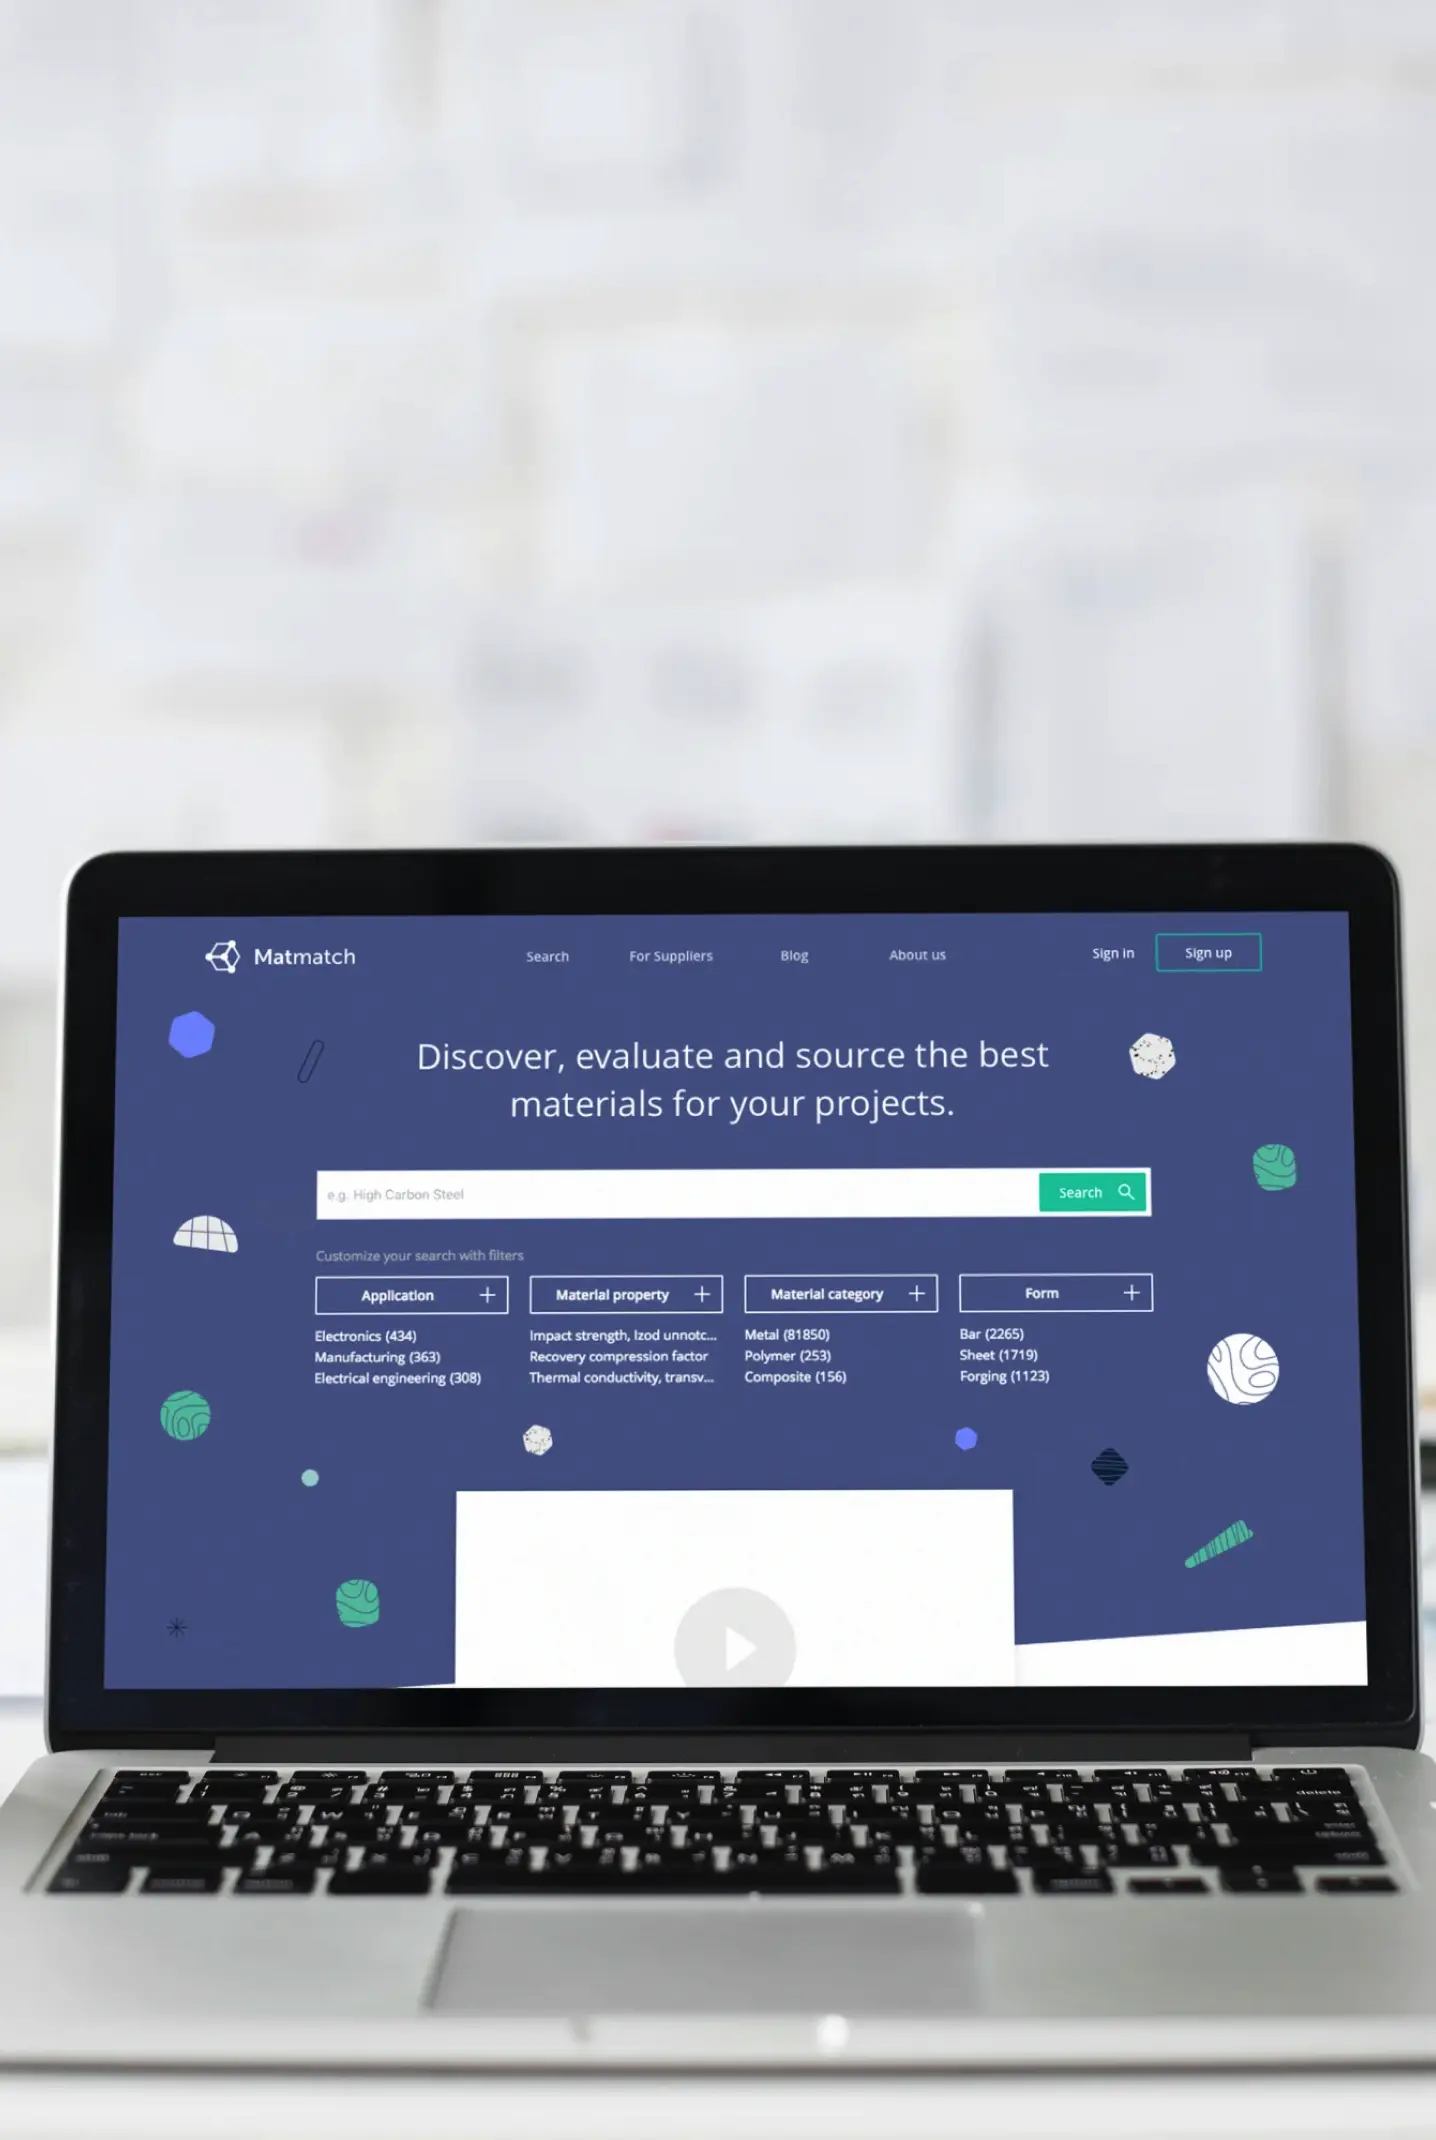 Matmatch
Search
For Suppliers
Blog
About us
Sign in
Sign up
Discover, evaluate and source the best
materials for your projects.
e.g. High Carbon Steel
Search
Customize your search with filters
Application
Electronics (434)
Manufacturing (363)
Electrical engineering (308)
Material property
Impact strength, Izod unnotc...
Recovery compression factor
Thermal conductivity, transv...
Material category
Metal (81850)
Polymer (253)
Composite (156)
Form
Bar (2265)
Sheet (1719)
Forging (1123)
delete